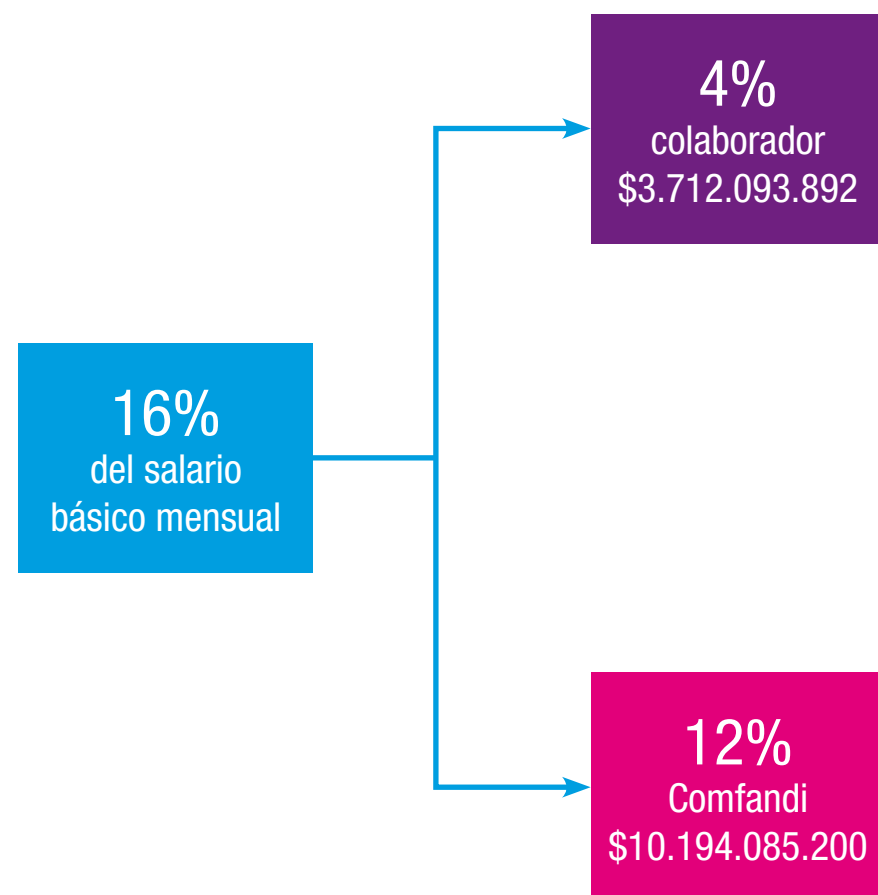 4%
colaborador
$3.712.093.892
16%
del salario
básico mensual
12%
Comfandi
$10.194.085.200